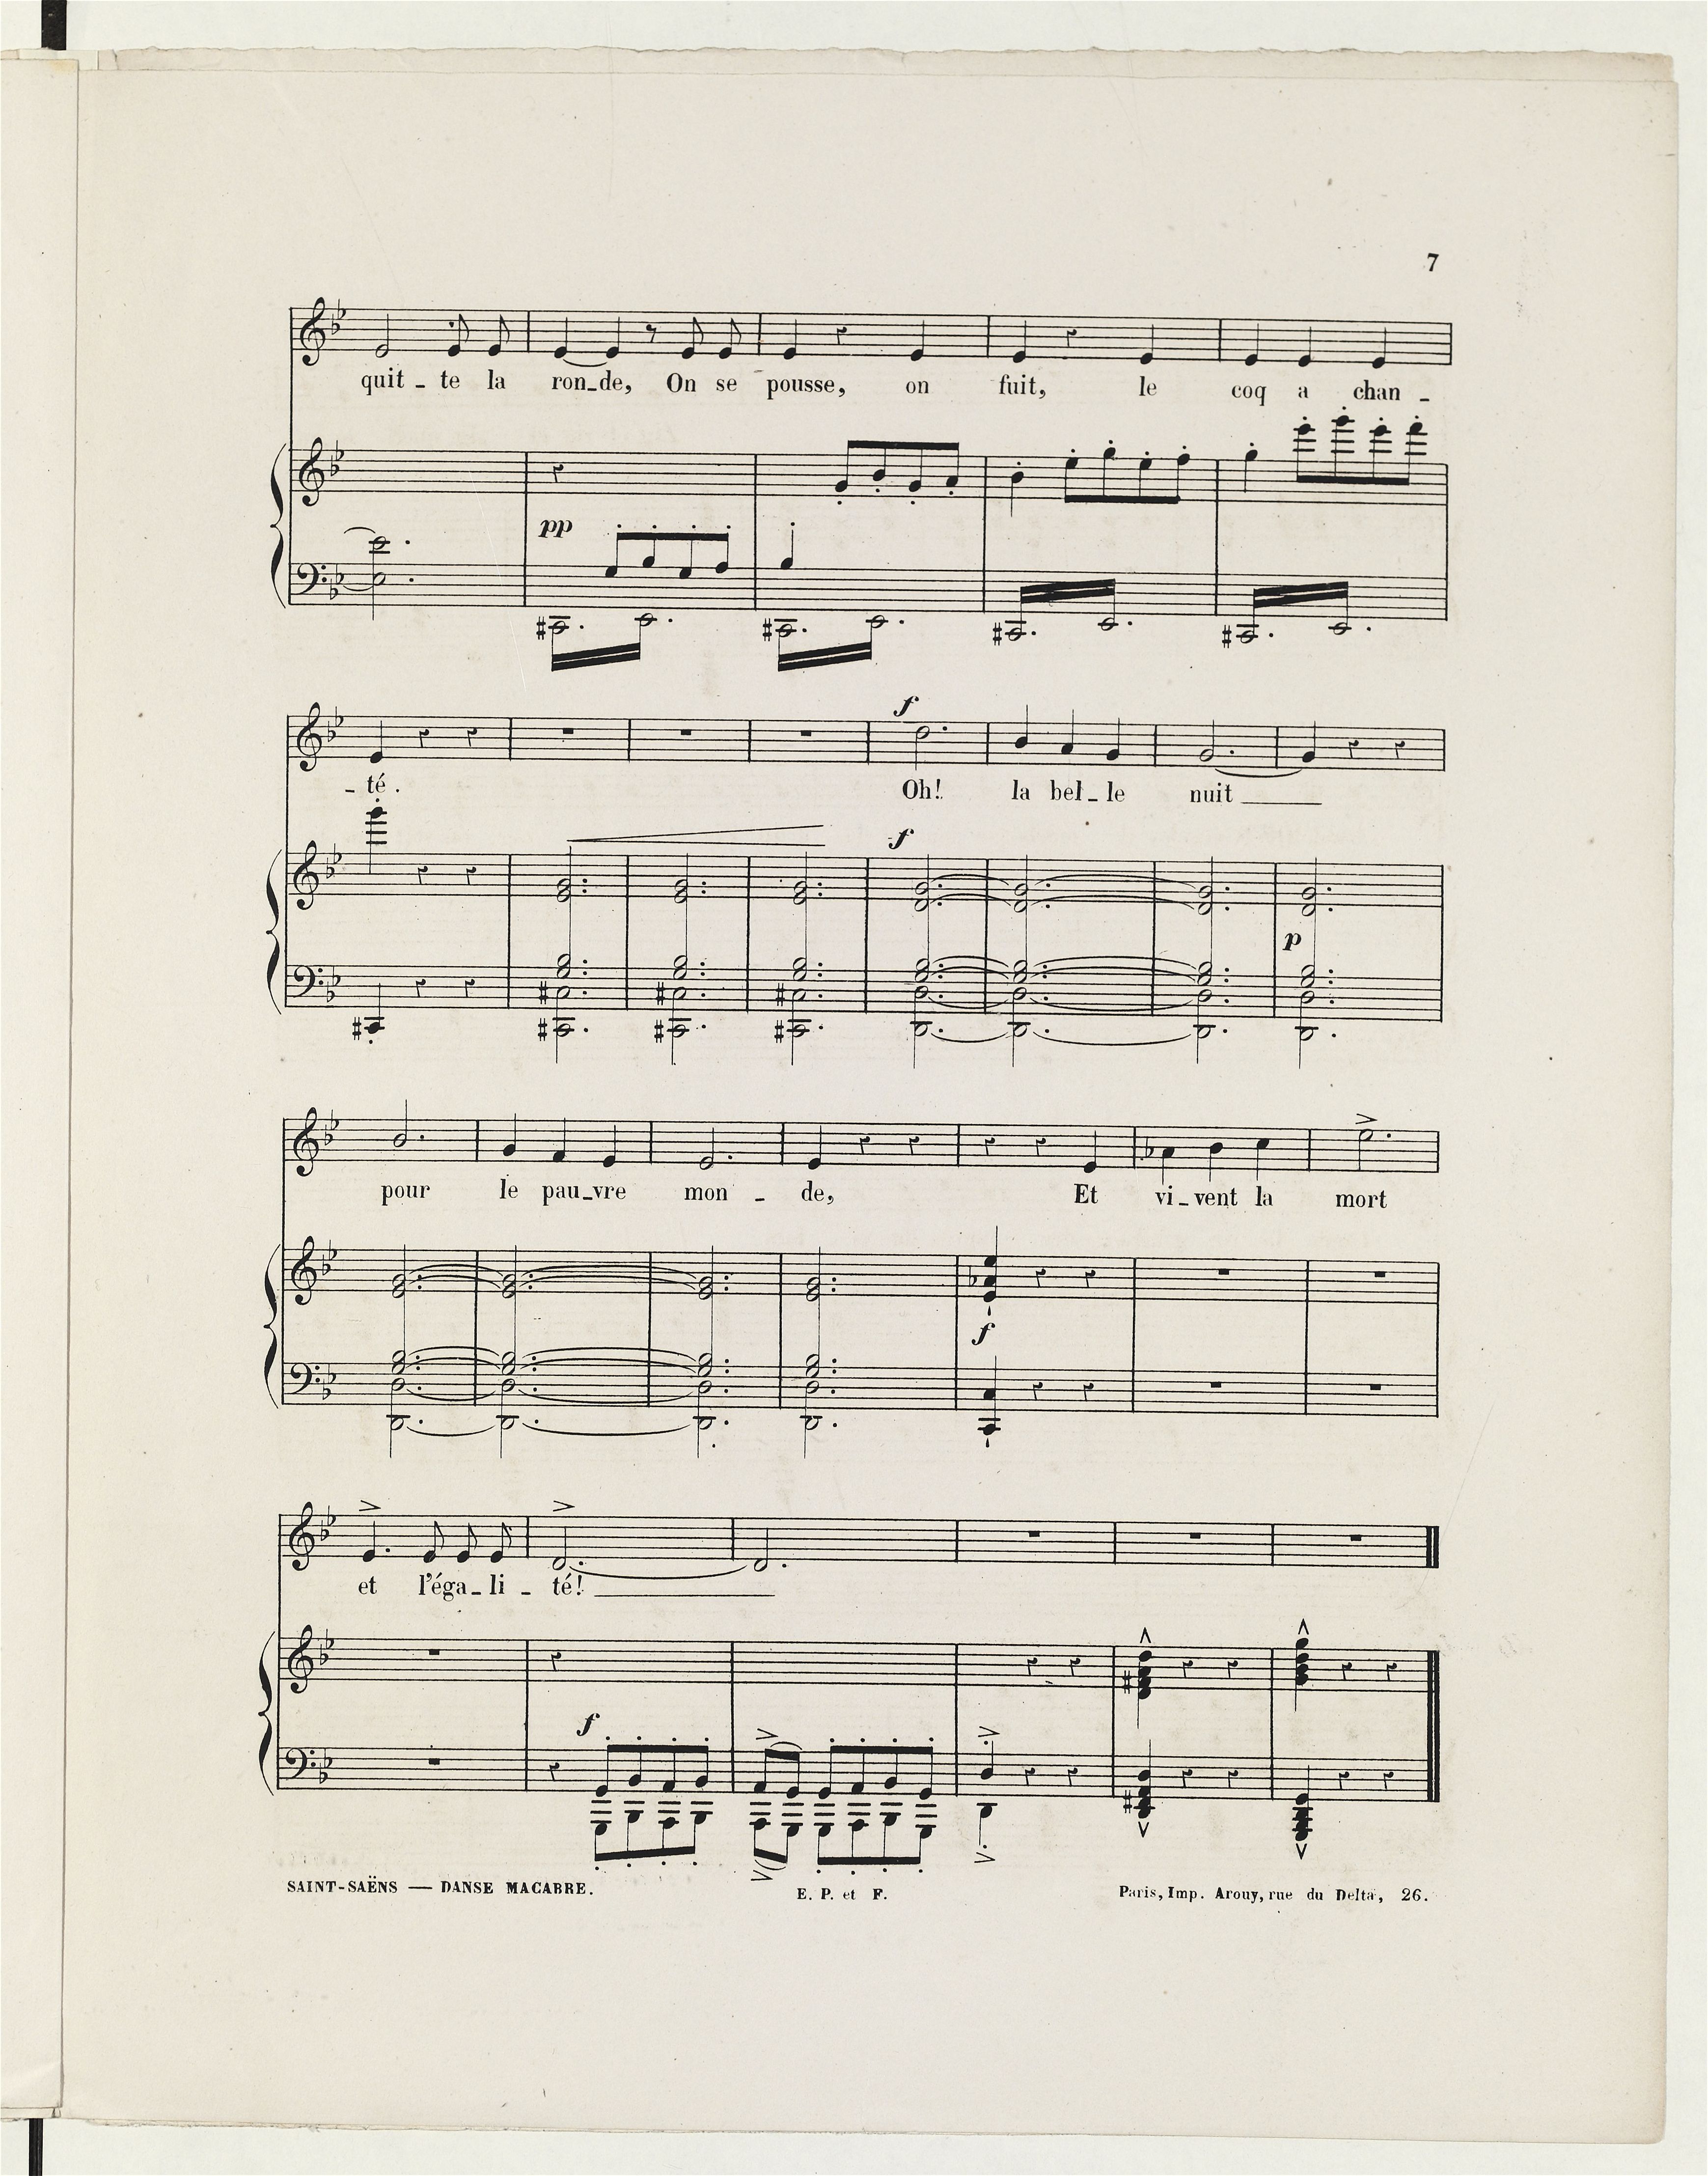 7
quit - te la ron_de, On se pousse, on fuit, le coq a chan -
pp
f
- té. Oh! la bel_le nuit
f
p
pour le pau_vre mon - de, Et vi_vent la mort
f
et l'éga_li - té!
f
SAINT-SAËNS — DANSE MACABRE. E. P. et F. Paris, Imp. Arouy, rue du Delta, 26.